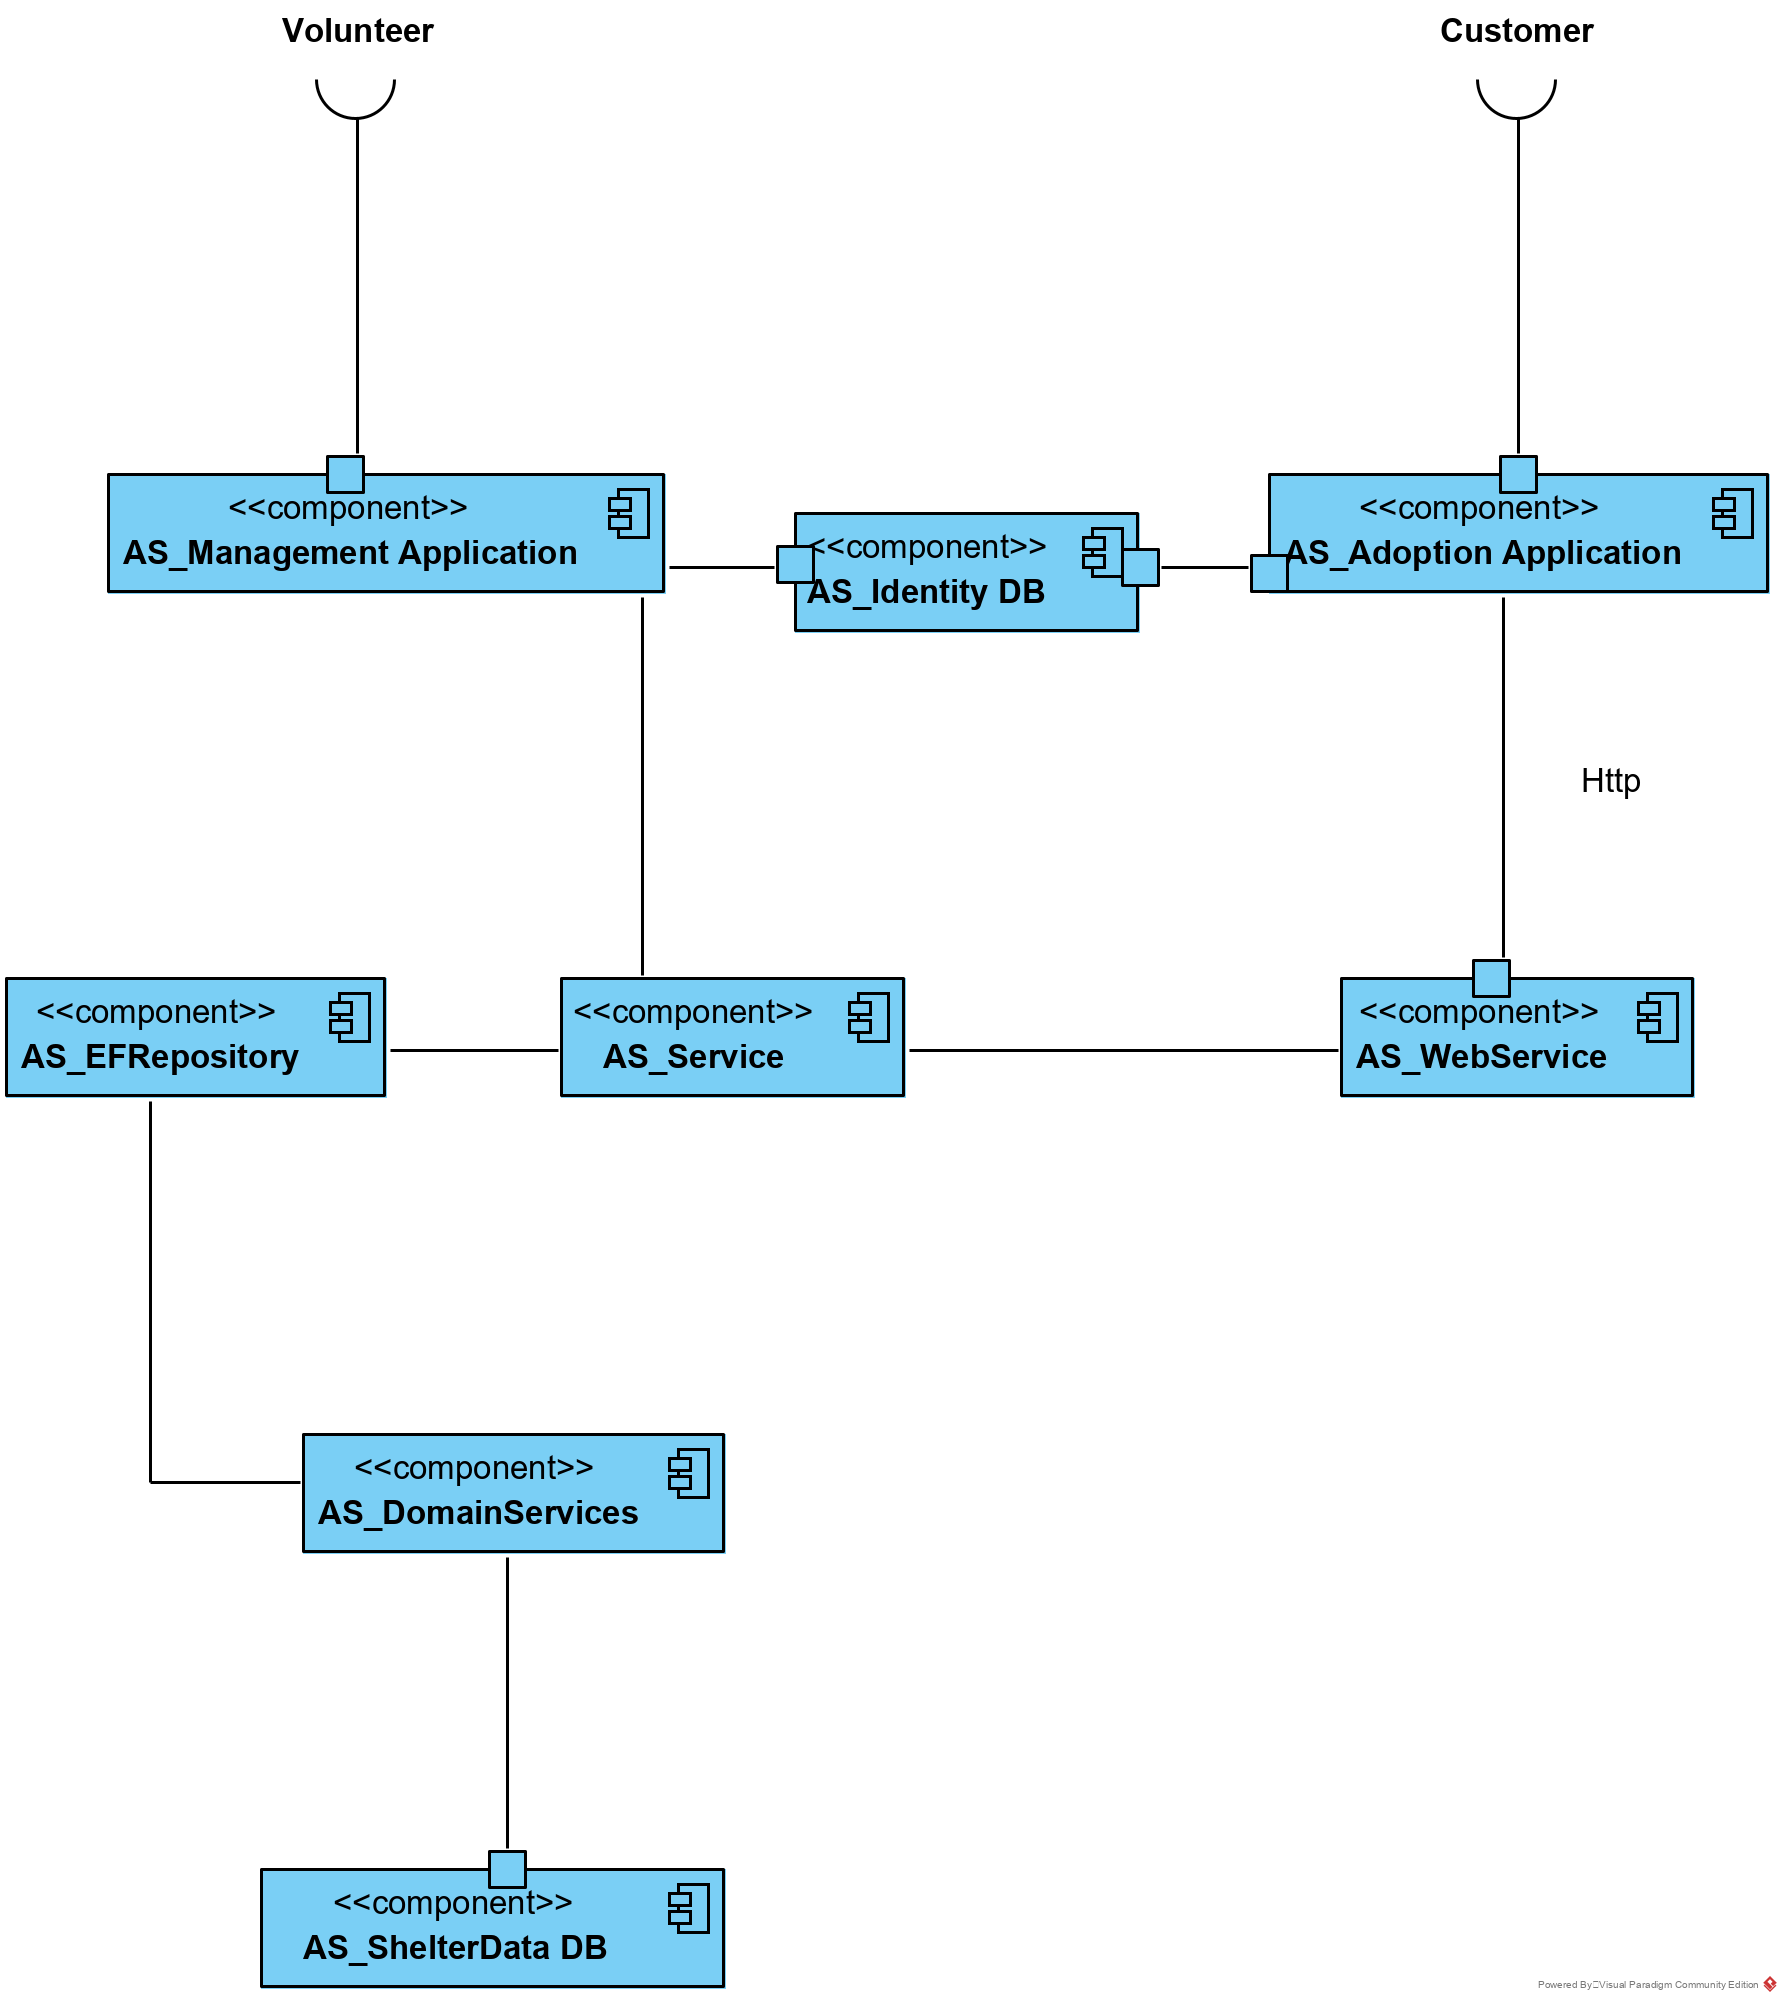 Volunteer
Customer
<<component>>
AS_Management Application
<<component>>
AS_Identity DB
<<component>>
AS_Adoption Application
Http
<<component>>
AS_EFRepository
<<component>>
AS_Service
<<component>>
AS_WebService
<<component>>
AS_DomainServices
<<component>>
AS_ShelterData DB
Powered By Visual Paradigm Community Edition